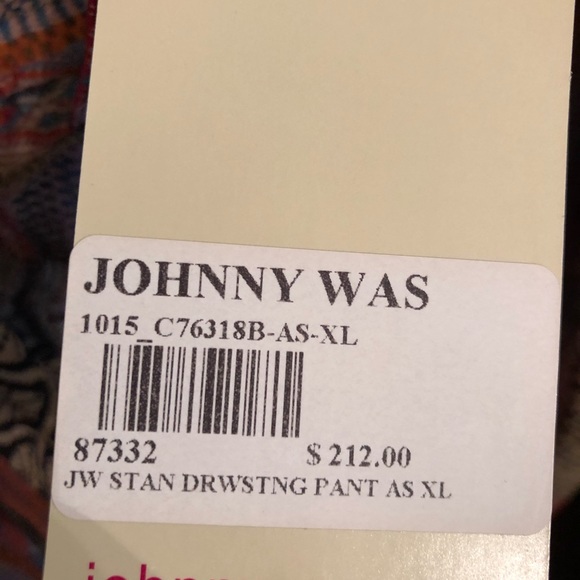 JOHNNY WAS
1015_C76318B-AS-XL
87332 $ 212.00
JW STAN DRWSTNG PANT AS XL